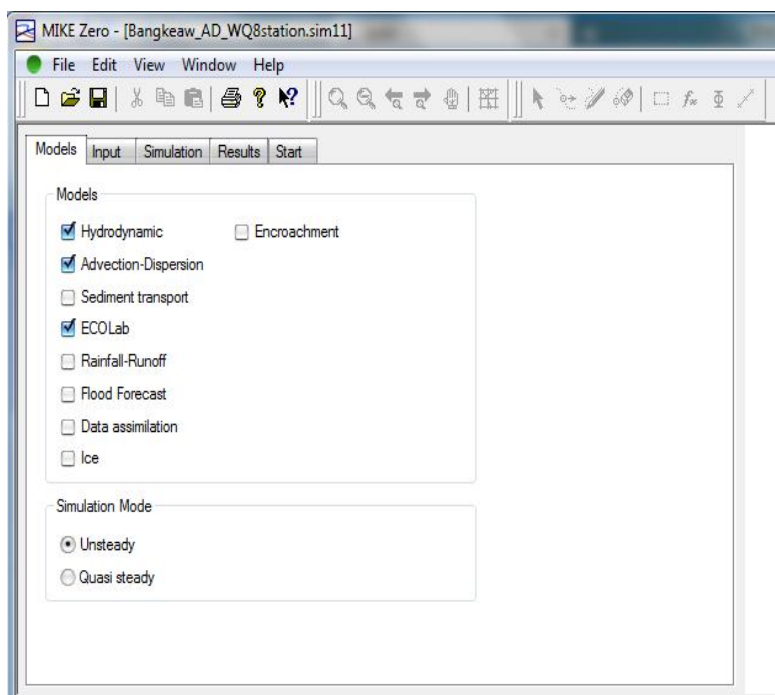 MIKE Zero - [Bangkeaw_AD_WQ8station.sim11]
File Edit View Window Help
Models Input Simulation Results Start
Models
Hydrodynamic Encroachment
Advection-Dispersion
Sediment transport
ECOLab
Rainfall-Runoff
Flood Forecast
Data assimilation
Ice
Simulation Mode
Unsteady
Quasi steady